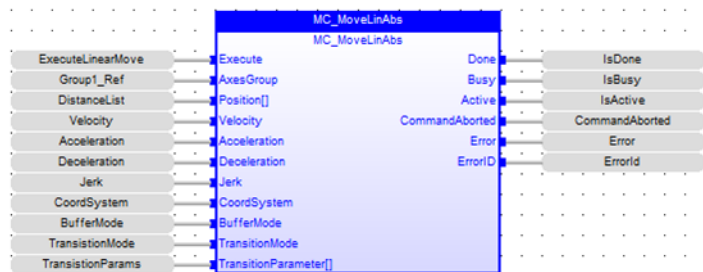 MC_MoveLinAbs
MC_MoveLinAbs
ExecuteLinearMove Execute Done IsDone
Group1_Ref AxesGroup Busy IsBusy
DistanceList Position[] Active IsActive
Velocity Velocity CommandAborted CommandAborted
Acceleration Acceleration Error Error
Deceleration Deceleration ErrorID ErrorId
Jerk Jerk
CoordSystem CoordSystem
BufferMode BufferMode
TransistionMode TransitionMode
TransistionParams TransitionParameter[]